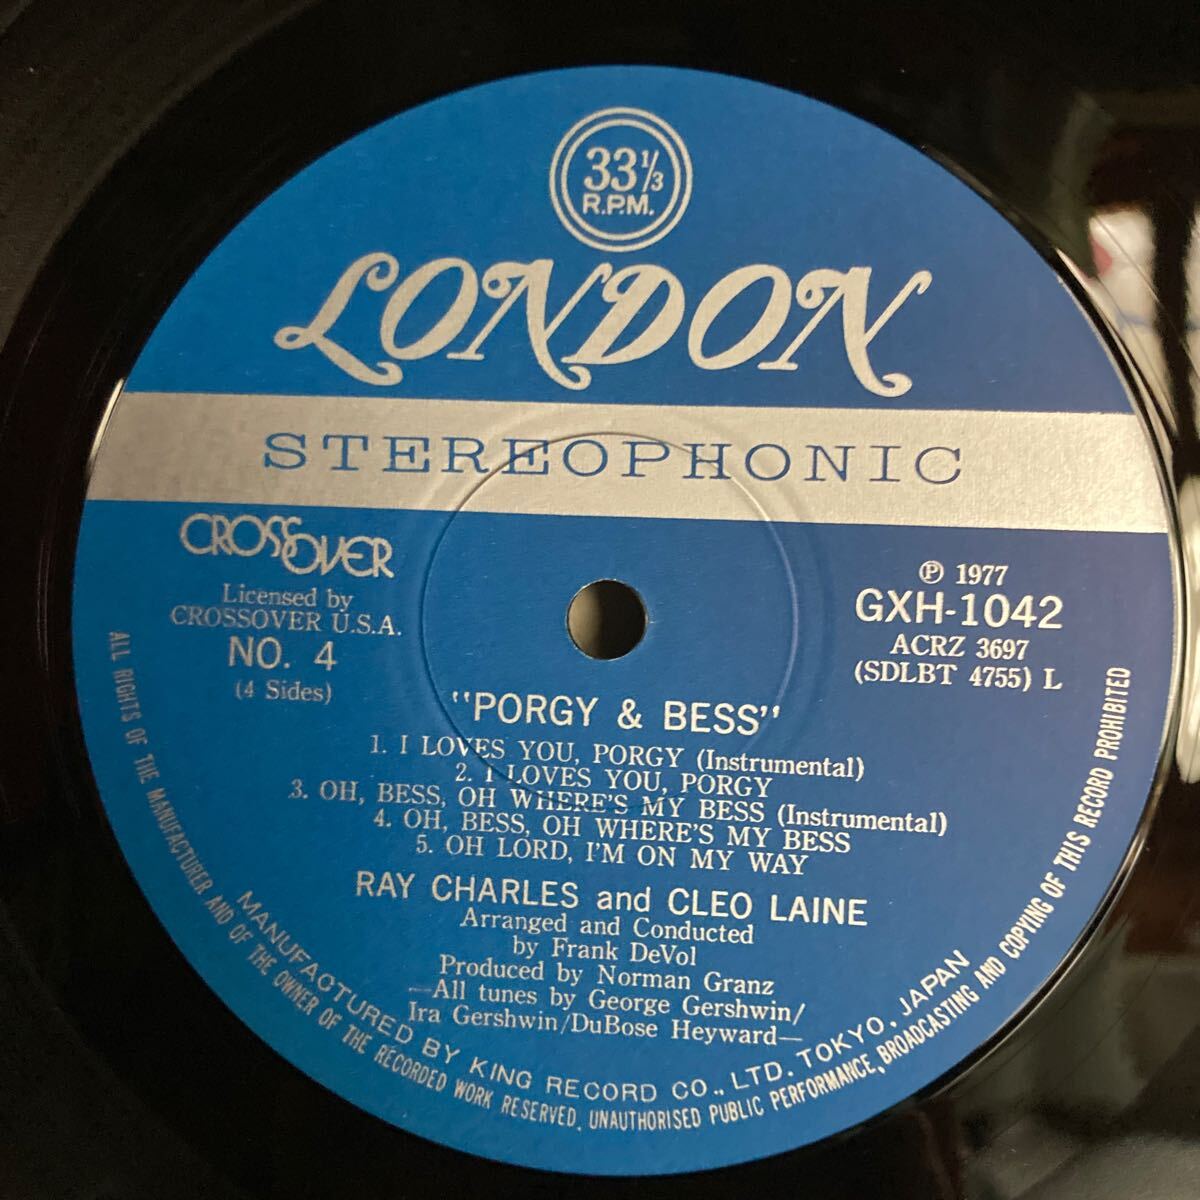 33 1/3
R.P.M.
LONDON
STEREOPHONIC
CROSSOVER
Licensed by
CROSSOVER U.S.A.
NO. 4
(4 Sides)
℗ 1977
GXH-1042
ACRZ 3697
(SDLBT 4755) L
"PORGY & BESS"
1. I LOVES YOU, PORGY (Instrumental)
2. I LOVES YOU, PORGY
3. OH, BESS, OH WHERE'S MY BESS (Instrumental)
4. OH, BESS, OH WHERE'S MY BESS
5. OH LORD, I'M ON MY WAY
RAY CHARLES and CLEO LAINE
Arranged and Conducted
by Frank DeVol
Produced by Norman Granz
—All tunes by George Gershwin/
Ira Gershwin/DuBose Heyward—
MANUFACTURED BY KING RECORD CO., LTD. TOKYO, JAPAN
ALL RIGHTS OF THE MANUFACTURER AND OF THE OWNER OF THE RECORDED WORK RESERVED. UNAUTHORISED PUBLIC PERFORMANCE, BROADCASTING AND COPYING OF THIS RECORD PROHIBITED